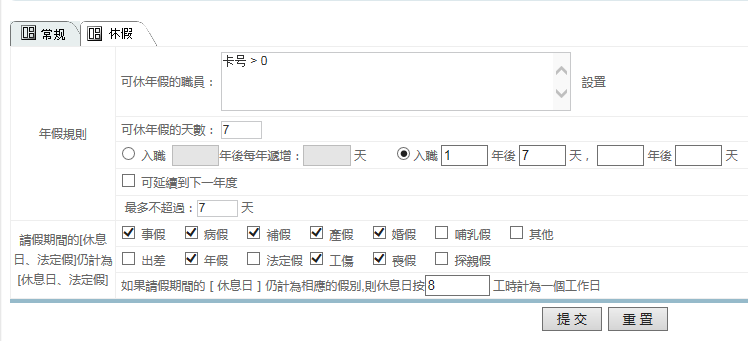 常规 休假
卡号 > 0
可休年假的職員： 設置
年假規則
可休年假的天數： 7
入職 年後每年遞增： 天 入職 1 年後 7 天， 年後 天
可延續到下一年度
最多不超過： 7 天
請假期間的[休息日、法定假]仍計為[休息日、法定假]
事假 病假 補假 產假 婚假 哺乳假 其他
出差 年假 法定假 工傷 喪假 探親假
如果請假期間的 [ 休息日 ] 仍計為相應的假別,則休息日按 8 工時計為一個工作日
提 交 重 置